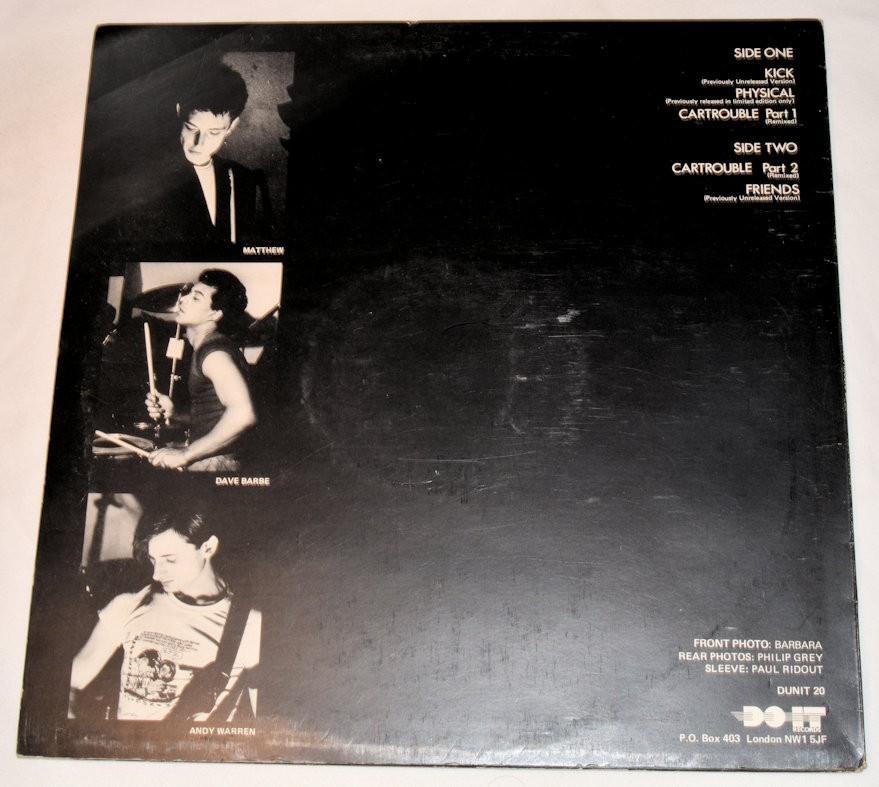 SIDE ONE
KICK
(Previously Unreleased Version)
PHYSICAL
(Previously released in limited edition only)
CARTROUBLE Part 1
(Remixed)
SIDE TWO
CARTROUBLE Part 2
(Remixed)
FRIENDS
(Previously Unreleased Version)
MATTHEW
DAVE BARBE
ANDY WARREN
FRONT PHOTO: BARBARA
REAR PHOTOS: PHILIP GREY
SLEEVE: PAUL RIDOUT
DUNIT 20
DO IT
RECORDS
P.O. Box 403 London NW1 5JF